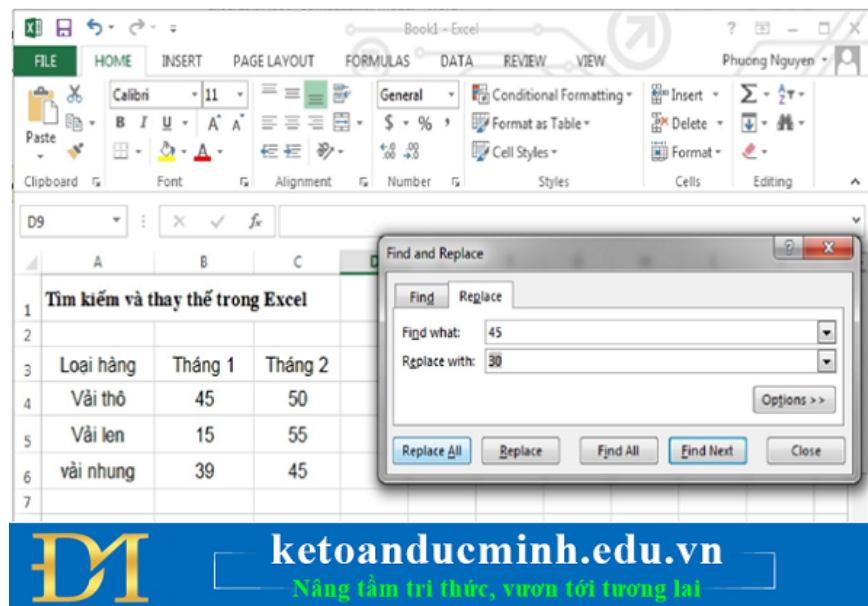 Book1 - Excel
FILE HOME INSERT PAGE LAYOUT FORMULAS DATA REVIEW VIEW Phuong Nguyen
Paste
Calibri 11
B I U A A
A
General
$ % ,
.00 .0
Conditional Formatting
Format as Table
Cell Styles
Insert
Delete
Format
Clipboard Font Alignment Number Styles Cells Editing
D9 fx
A B C D
1 Tìm kiếm và thay thế trong Excel
2
3 Loại hàng Tháng 1 Tháng 2
4 Vải thô 45 50
5 Vải len 15 55
6 vải nhung 39 45
7
Find and Replace
Find Replace
Find what: 45
Replace with: 30
Options >>
Replace All Replace Find All Find Next Close
ĐM ketoanducminh.edu.vn
Nâng tầm tri thức, vươn tới tương lai